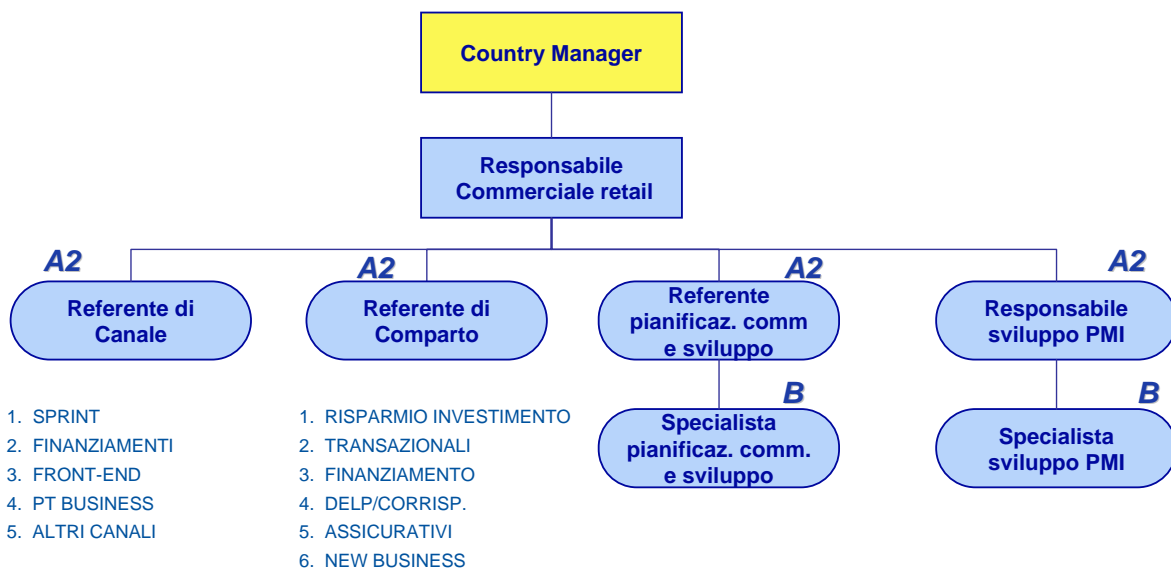 Country Manager
Responsabile
Commerciale retail
A2
Referente di
Canale
A2
Referente di
Comparto
A2
Referente
pianificaz. comm
e sviluppo
A2
Responsabile
sviluppo PMI
B
Specialista
pianificaz. comm.
e sviluppo
B
Specialista
sviluppo PMI
1. SPRINT
2. FINANZIAMENTI
3. FRONT-END
4. PT BUSINESS
5. ALTRI CANALI
1. RISPARMIO INVESTIMENTO
2. TRANSAZIONALI
3. FINANZIAMENTO
4. DELP/CORRISP.
5. ASSICURATIVI
6. NEW BUSINESS